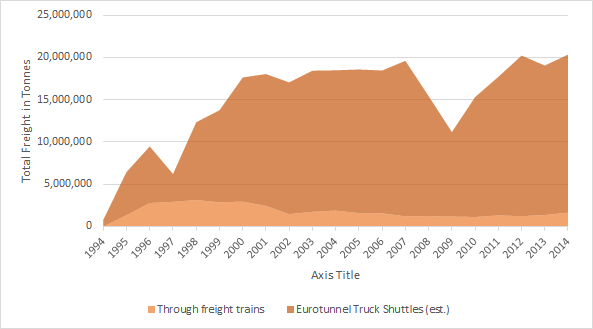 25,000,000
20,000,000
15,000,000
10,000,000
5,000,000
0
Total Freight in Tonnes
1994 1995 1996 1997 1998 1999 2000 2001 2002 2003 2004 2005 2006 2007 2008 2009 2010 2011 2012 2013 2014
Axis Title
Through freight trains Eurotunnel Truck Shuttles (est.)